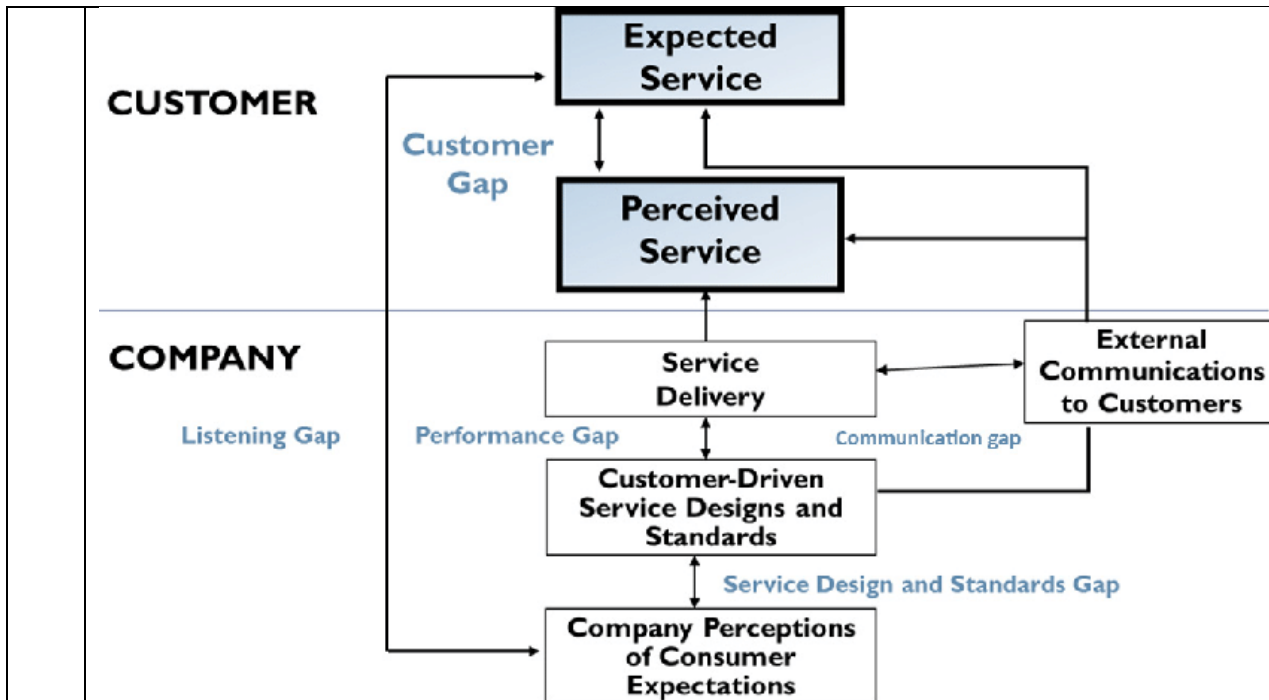 Expected
Service
CUSTOMER
Customer
Gap
Perceived
Service
COMPANY
Service
Delivery
External
Communications
to Customers
Listening Gap
Performance Gap
Communication gap
Customer-Driven
Service Designs and
Standards
Service Design and Standards Gap
Company Perceptions
of Consumer
Expectations